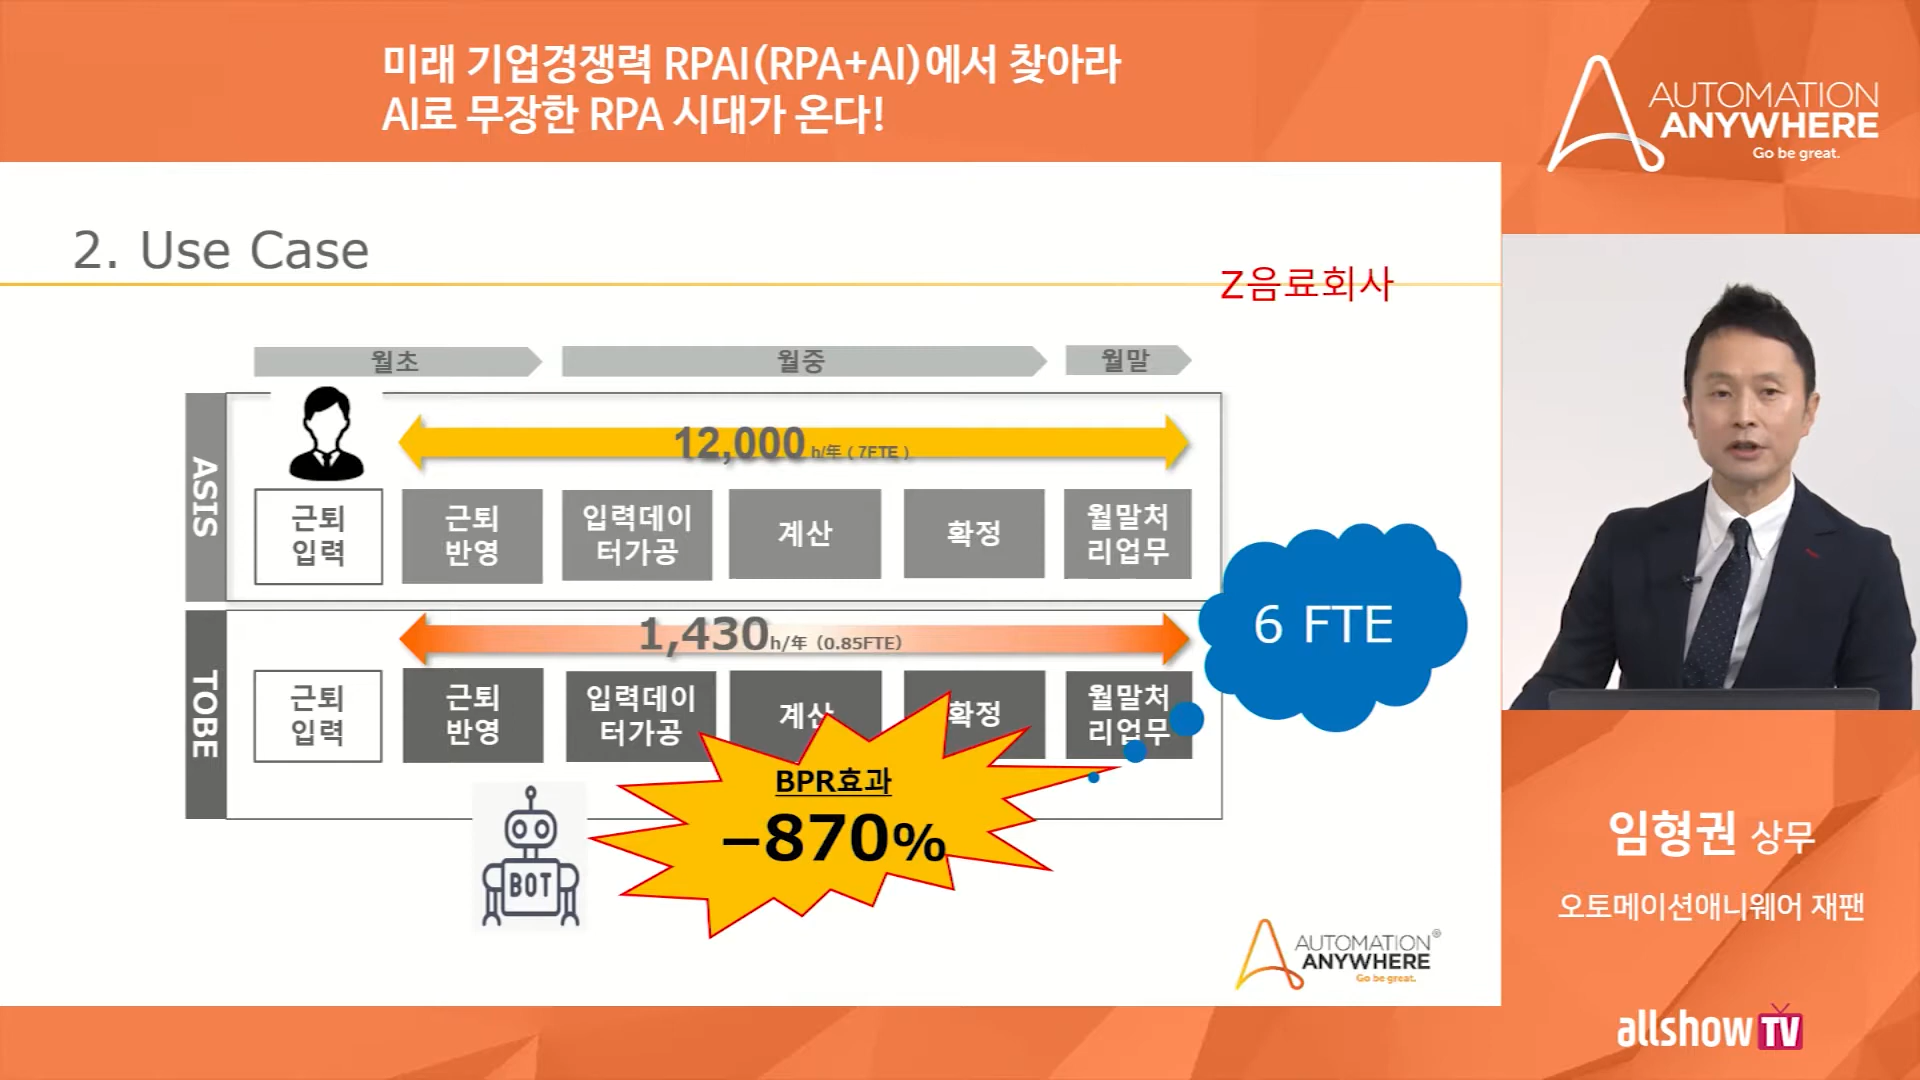 미래 기업경쟁력 RPAI(RPA+AI)에서 찾아라
AI로 무장한 RPA 시대가 온다!
AUTOMATION
ANYWHERE
Go be great.
2. Use Case
Z음료회사
월초
월중
월말
ASIS
12,000 h/年 ( 7FTE )
근퇴
입력
근퇴
반영
입력데이
터가공
계산
확정
월말처
리업무
6 FTE
TOBE
1,430h/年（0.85FTE）
근퇴
입력
근퇴
반영
입력데이
터가공
계산
확정
월말처
리업무
BPR효과
–870%
BOT
AUTOMATION®
ANYWHERE
Go be great.
임형권 상무
오토메이션애니웨어 재팬
allshow TV